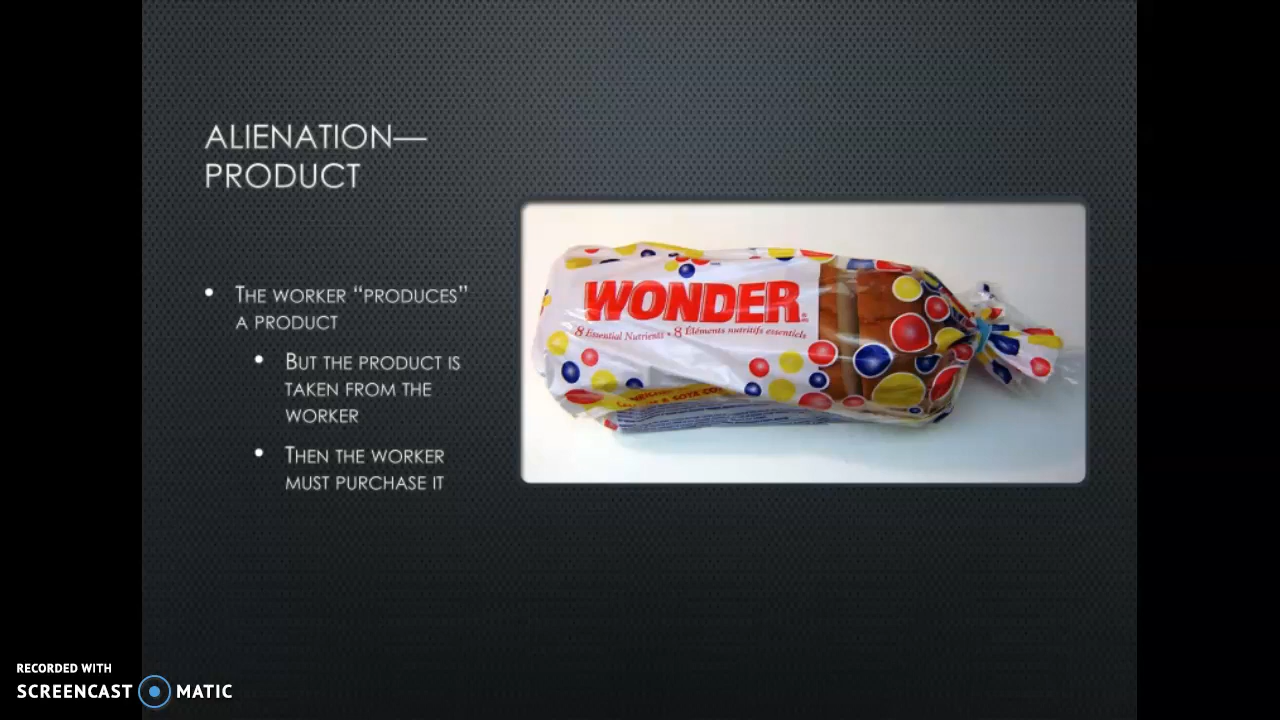 ALIENATION—
PRODUCT
• THE WORKER “PRODUCES”
A PRODUCT
• BUT THE PRODUCT IS
TAKEN FROM THE
WORKER
• THEN THE WORKER
MUST PURCHASE IT
WONDER®
8 Essential Nutrients • 8 Éléments nutritifs essentiels
& SOYA
RECORDED WITH
SCREENCAST MATIC